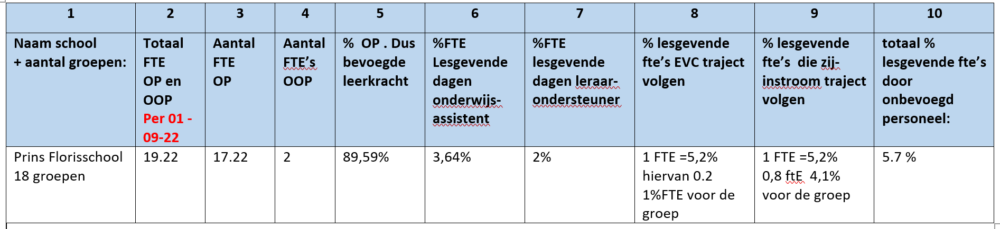 1
2
3
4
5
6
7
8
9
10
Naam school
+ aantal groepen:
Totaal
FTE
OP en
OOP
Per 01 -
09-22
Aantal
FTE
OP
Aantal
FTE’s
OOP
% OP . Dus
bevoegde
leerkracht
%FTE
Lesgevende
dagen
onderwijs-
assistent
%FTE
lesgevende
dagen leraar-
ondersteuner
% lesgevende
fte’s EVC traject
volgen
% lesgevende
fte’s die zij-
instroom traject
volgen
totaal %
lesgevende fte’s
door
onbevoegd
personeel:
Prins Florisschool
18 groepen
19.22
17.22
2
89,59%
3,64%
2%
1 FTE =5,2%
hiervan 0.2
1%FTE voor de
groep
1 FTE =5,2%
0,8 ftE 4,1%
voor de groep
5.7 %